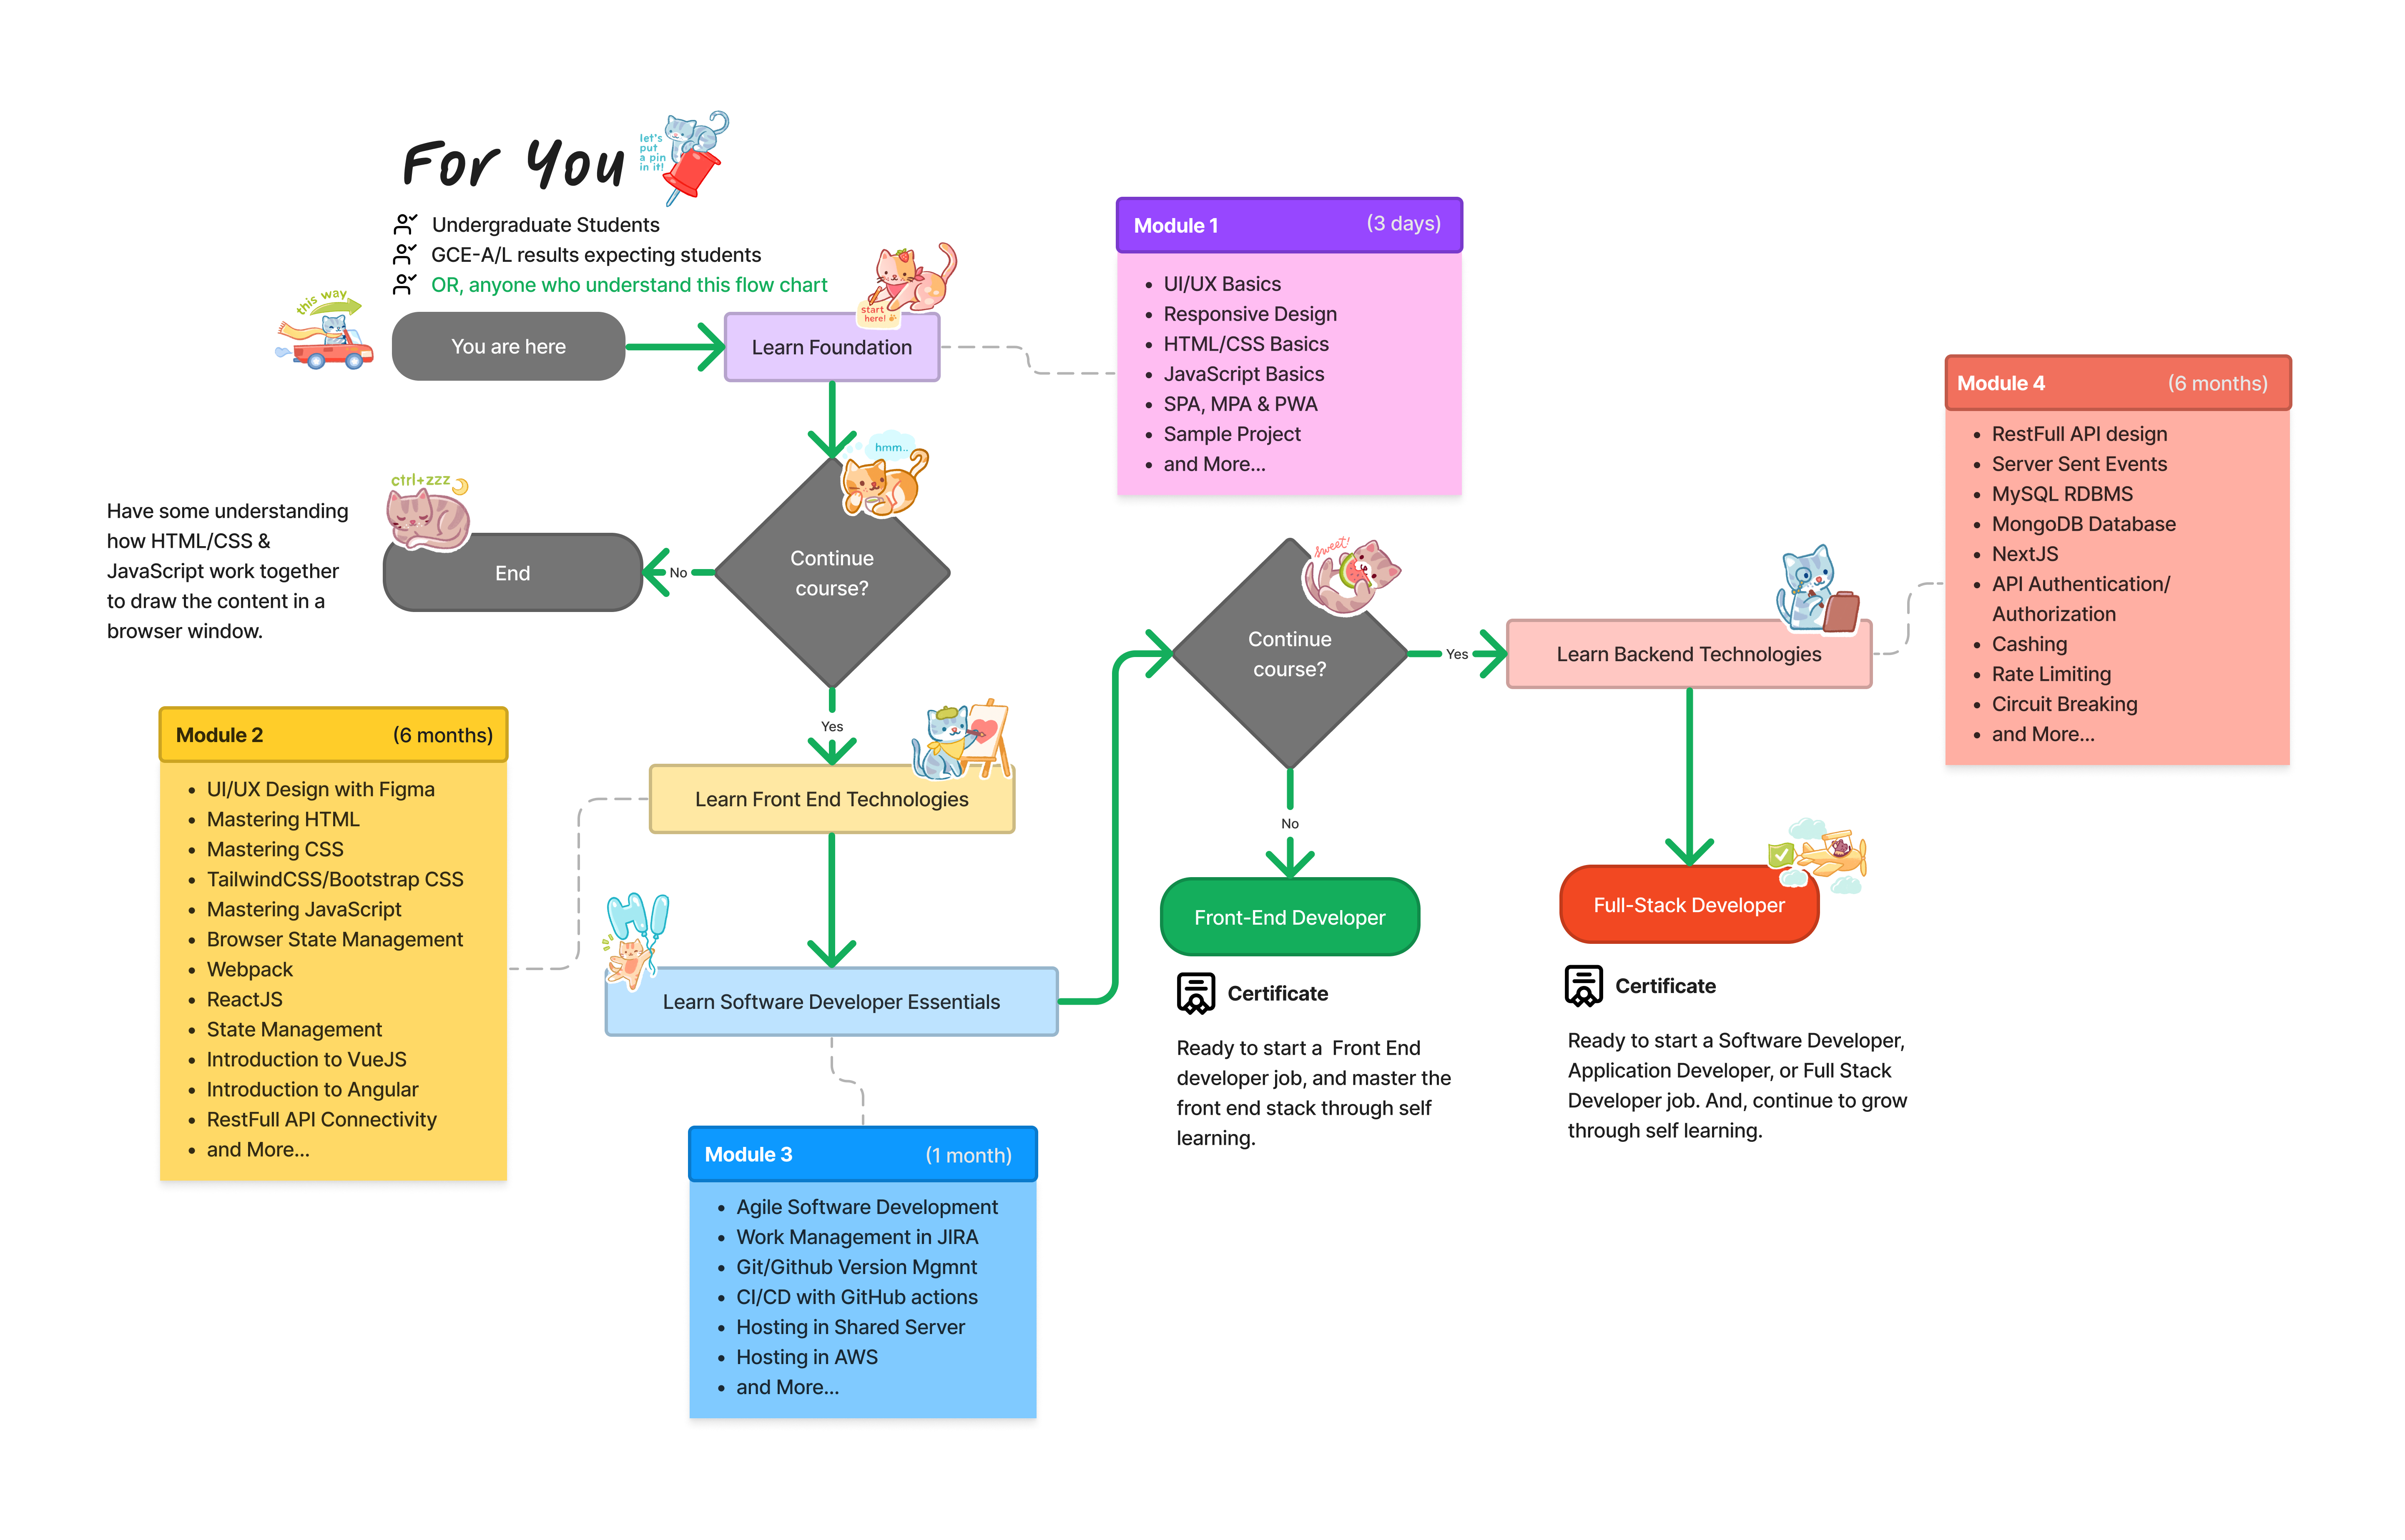 For You
let's
put
a pin
in it!
Undergraduate Students
GCE-A/L results expecting students
OR, anyone who understand this flow chart
this way
You are here
start
here!
Learn Foundation
Module 1
(3 days)
UI/UX Basics
Responsive Design
HTML/CSS Basics
JavaScript Basics
SPA, MPA & PWA
Sample Project
and More...
hmm..
Continue
course?
No
ctrl+zzz
End
Have some understanding
how HTML/CSS &
JavaScript work together
to draw the content in a
browser window.
Yes
Learn Front End Technologies
Module 2
(6 months)
UI/UX Design with Figma
Mastering HTML
Mastering CSS
TailwindCSS/Bootstrap CSS
Mastering JavaScript
Browser State Management
Webpack
ReactJS
State Management
Introduction to VueJS
Introduction to Angular
RestFull API Connectivity
and More...
HI
Learn Software Developer Essentials
Module 3
(1 month)
Agile Software Development
Work Management in JIRA
Git/Github Version Mgmnt
CI/CD with GitHub actions
Hosting in Shared Server
Hosting in AWS
and More...
sweet!
Continue
course?
No
Front-End Developer
Certificate
Ready to start a  Front End
developer job, and master the
front end stack through self
learning.
Yes
Learn Backend Technologies
Module 4
(6 months)
RestFull API design
Server Sent Events
MySQL RDBMS
MongoDB Database
NextJS
API Authentication/
Authorization
Cashing
Rate Limiting
Circuit Breaking
and More...
Full-Stack Developer
Certificate
Ready to start a Software Developer,
Application Developer, or Full Stack
Developer job. And, continue to grow
through self learning.